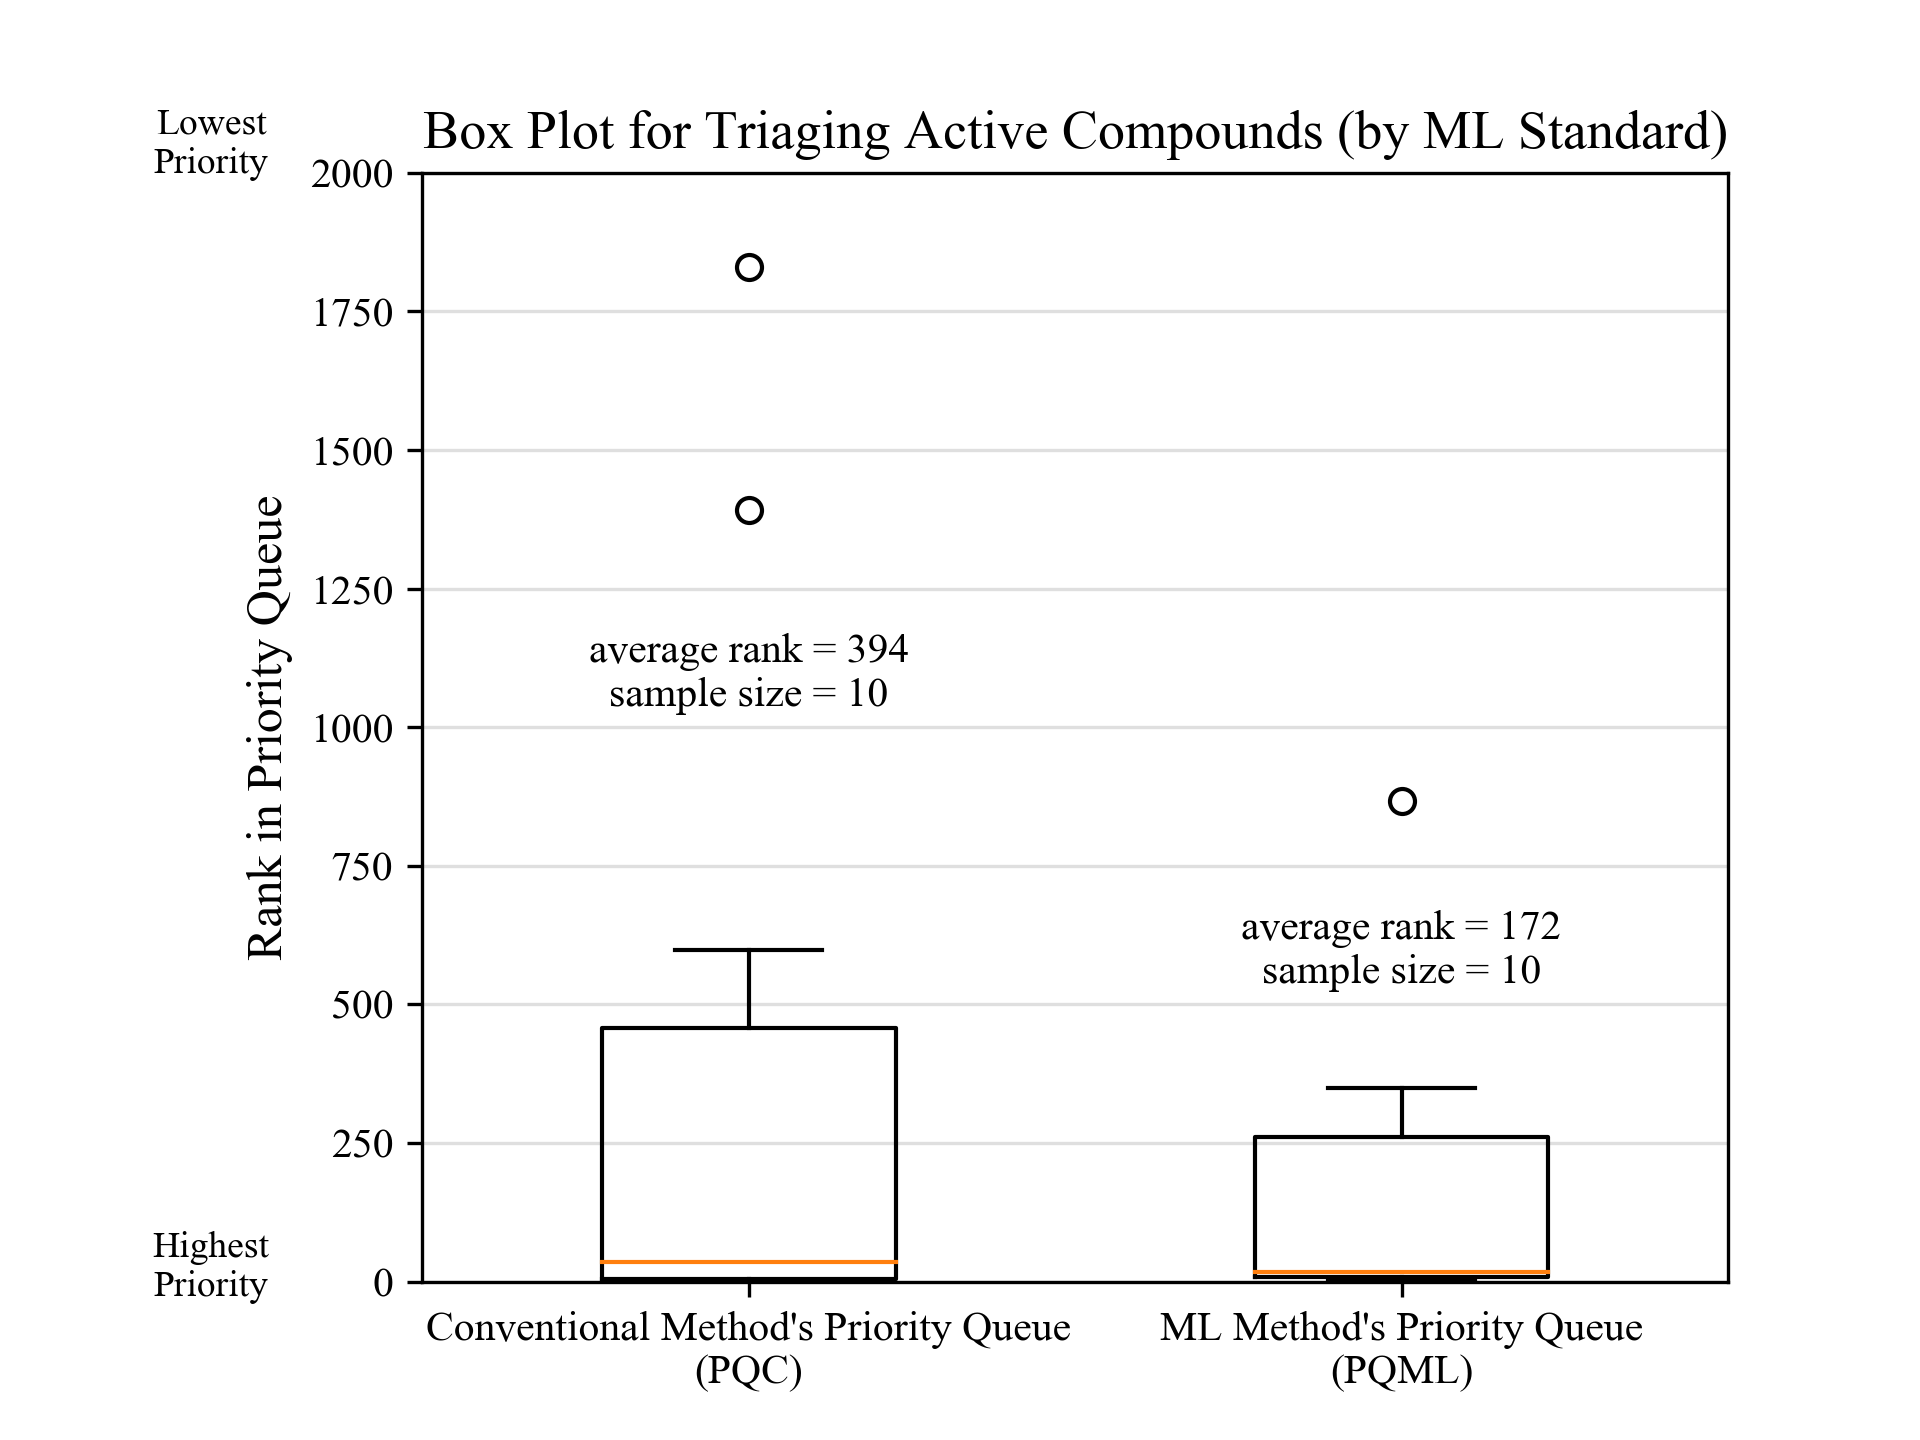 Box Plot for Triaging Active Compounds (by ML Standard)
Lowest
Priority
2000
1750
1500
1250
1000
750
500
250
0
Rank in Priority Queue
Highest
Priority
average rank = 394
sample size = 10
average rank = 172
sample size = 10
Conventional Method's Priority Queue
(PQC)
ML Method's Priority Queue
(PQML)